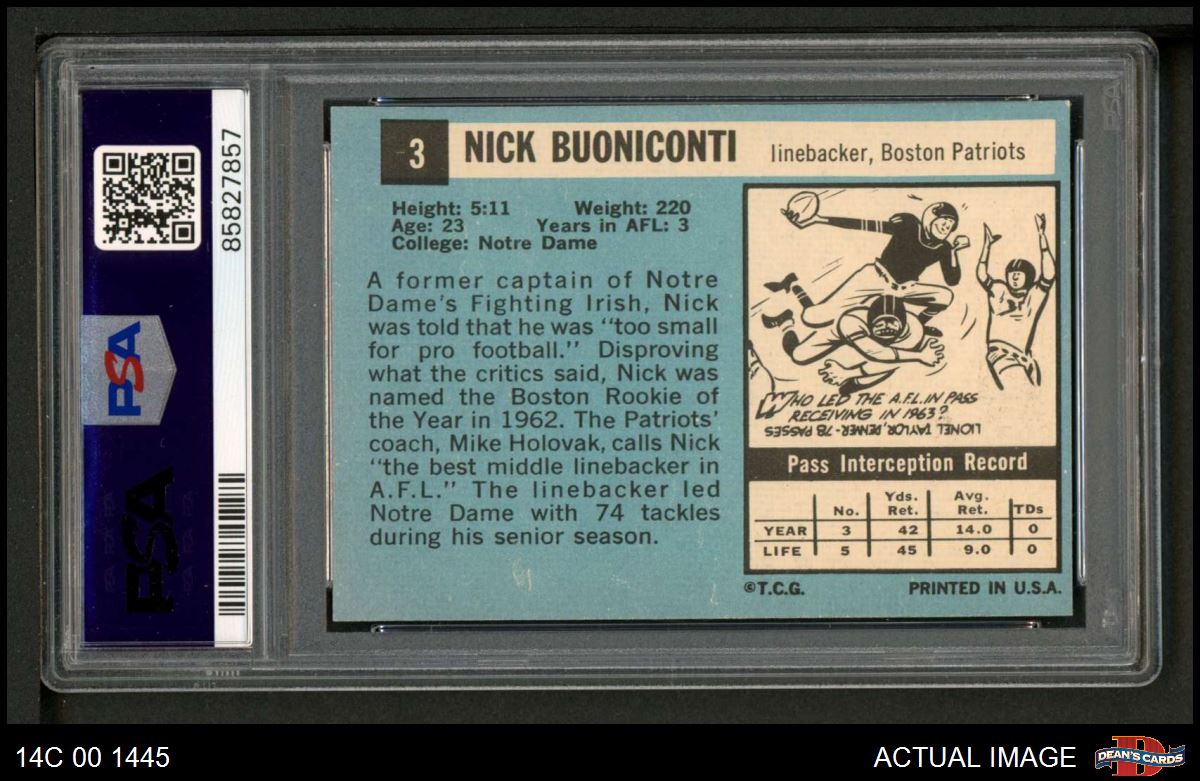 PSA
85827857
PSA
3
NICK BUONICONTI
linebacker, Boston Patriots
Height: 5:11 Weight: 220
Age: 23 Years in AFL: 3
College: Notre Dame
A former captain of Notre
Dame's Fighting Irish, Nick
was told that he was "too small
for pro football." Disproving
what the critics said, Nick was
named the Boston Rookie of
the Year in 1962. The Patriots'
coach, Mike Holovak, calls Nick
"the best middle linebacker in
A.F.L." The linebacker led
Notre Dame with 74 tackles
during his senior season.
WHO LED THE A.F.L. IN PASS
RECEIVING IN 1963?
LIONEL TAYLOR, DENVER - 78 PASSES
Pass Interception Record
No. Yds. Ret. Avg. Ret. TDs
YEAR 3 42 14.0 0
LIFE 5 45 9.0 0
©T.C.G. PRINTED IN U.S.A.
14C 00 1445
ACTUAL IMAGE
D
DEAN'S CARDS